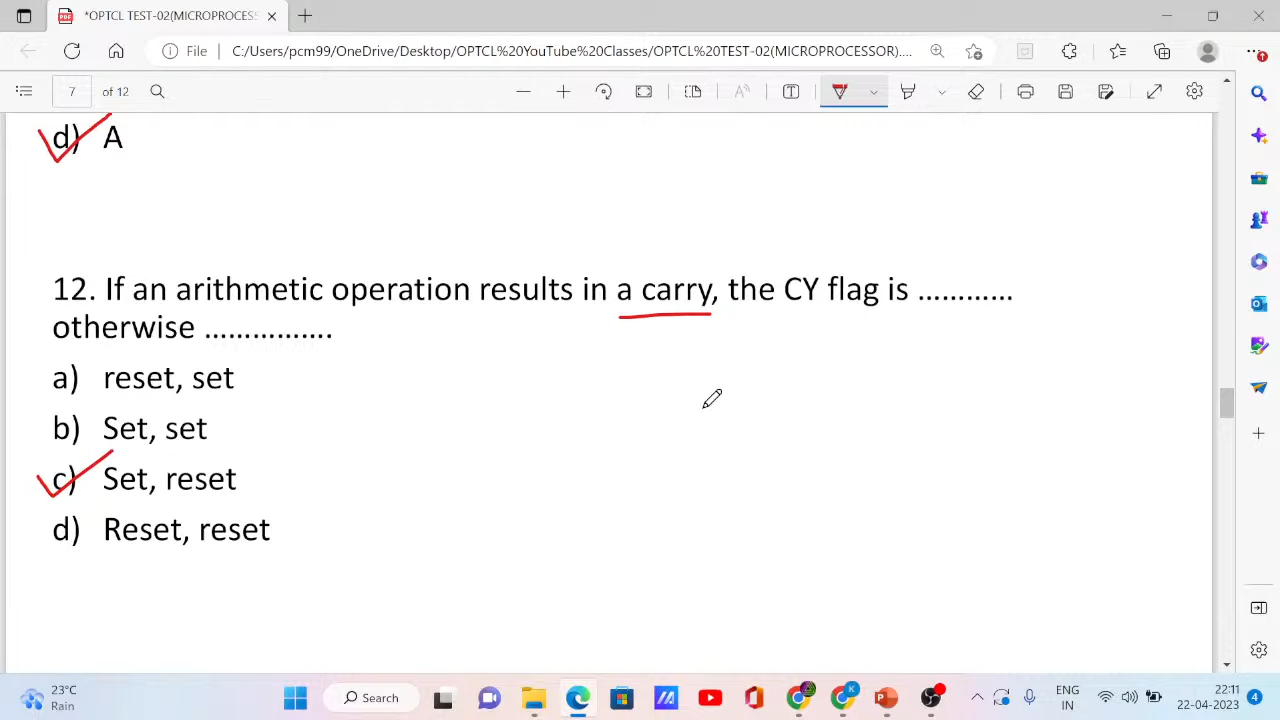 *OPTCL TEST-02(MICROPROCESS
File
C:/Users/pcm99/OneDrive/Desktop/OPTCL%20YouTube%20Classes/OPTCL%20TEST-02(MICROPROCESSOR)....
7 of 12
d) A
12. If an arithmetic operation results in a carry, the CY flag is …………
otherwise …………….
a) reset, set
b) Set, set
c) Set, reset
d) Reset, reset
23°C
Rain
Search
ENG
IN
22:11
22-04-2023
4